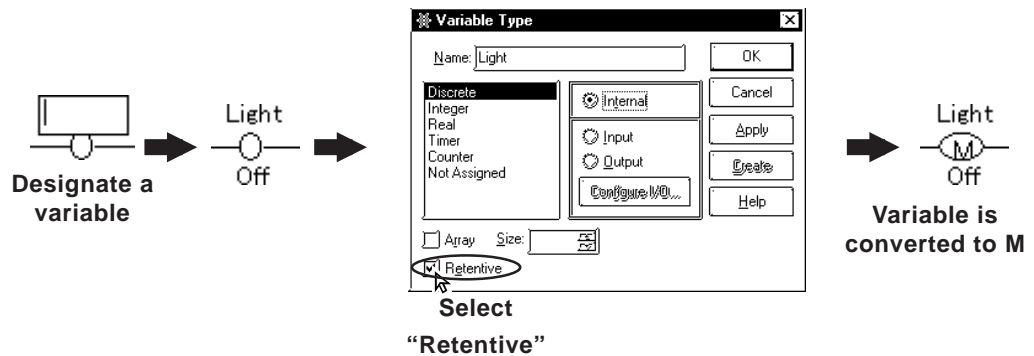 Designate a
variable
Light
Off
Variable Type
Name: Light
Discrete
Integer
Real
Timer
Counter
Not Assigned
Internal
Input
Output
Configure I/O...
OK
Cancel
Apply
Create
Help
Array Size:
Retentive
Select
“Retentive”
Light
M
Off
Variable is
converted to M